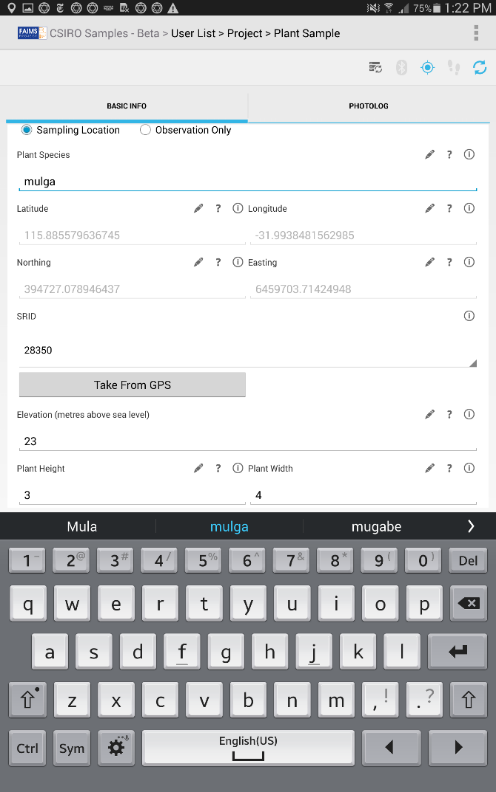 75% 1:22 PM
FAIMS CSIRO Samples - Beta > User List > Project > Plant Sample
BASIC INFO PHOTOLOG
Sampling Location Observation Only
Plant Species ?
mulga
Latitude ? Longitude ?
115.885579636745 -31.9938481562985
Northing ? Easting ?
394727.078946437 6459703.71424948
SRID
28350
Take From GPS
Elevation (metres above sea level) ?
23
Plant Height ? Plant Width ?
3 4
Mula mulga mugabe
1 - 2 @ 3 # 4 / 5 % 6 ^ 7 & 8 * 9 ( 0 ) Del
q w e r t y u i o p
a s d f g h j k l
z x c v b n m , ! . ?
Ctrl Sym English(US)